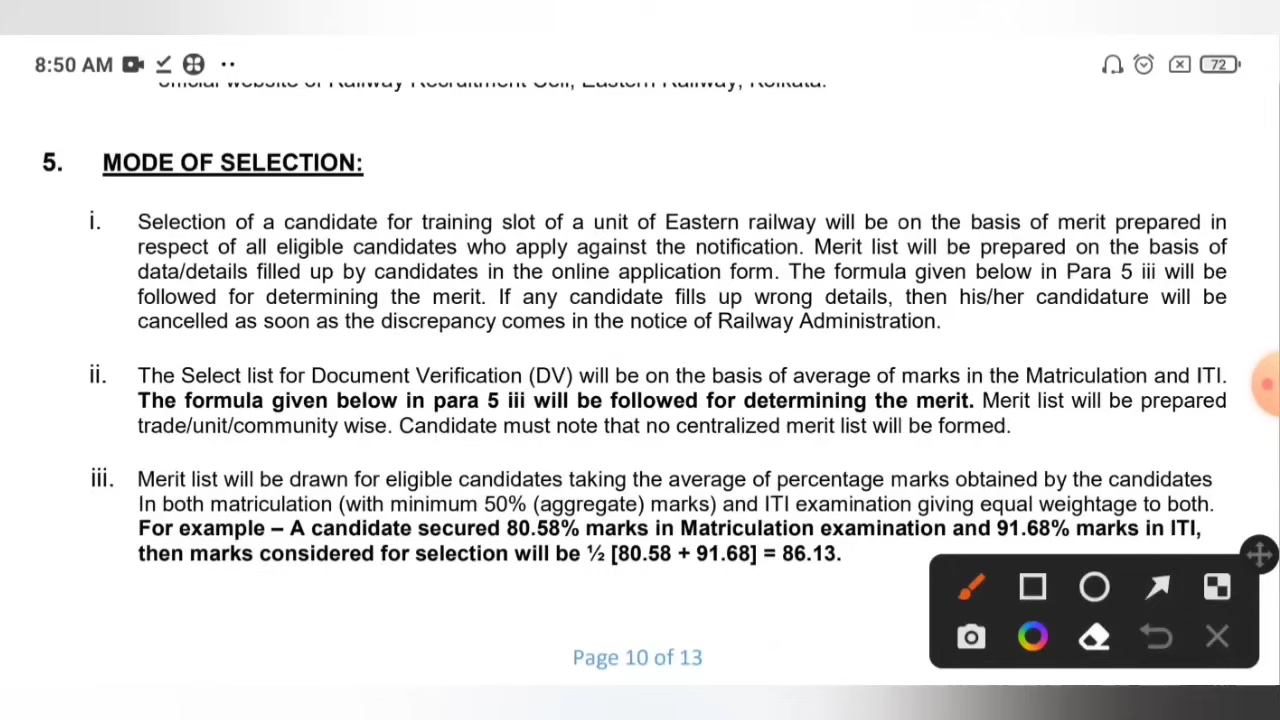 8:50 AM
72
official website of Railway Recruitment Cell, Eastern Railway, Kolkata.
5. MODE OF SELECTION:
i. Selection of a candidate for training slot of a unit of Eastern railway will be on the basis of merit prepared in
respect of all eligible candidates who apply against the notification. Merit list will be prepared on the basis of
data/details filled up by candidates in the online application form. The formula given below in Para 5 iii will be
followed for determining the merit. If any candidate fills up wrong details, then his/her candidature will be
cancelled as soon as the discrepancy comes in the notice of Railway Administration.
ii. The Select list for Document Verification (DV) will be on the basis of average of marks in the Matriculation and ITI.
The formula given below in para 5 iii will be followed for determining the merit. Merit list will be prepared
trade/unit/community wise. Candidate must note that no centralized merit list will be formed.
iii. Merit list will be drawn for eligible candidates taking the average of percentage marks obtained by the candidates
In both matriculation (with minimum 50% (aggregate) marks) and ITI examination giving equal weightage to both.
For example – A candidate secured 80.58% marks in Matriculation examination and 91.68% marks in ITI,
then marks considered for selection will be ½ [80.58 + 91.68] = 86.13.
Page 10 of 13